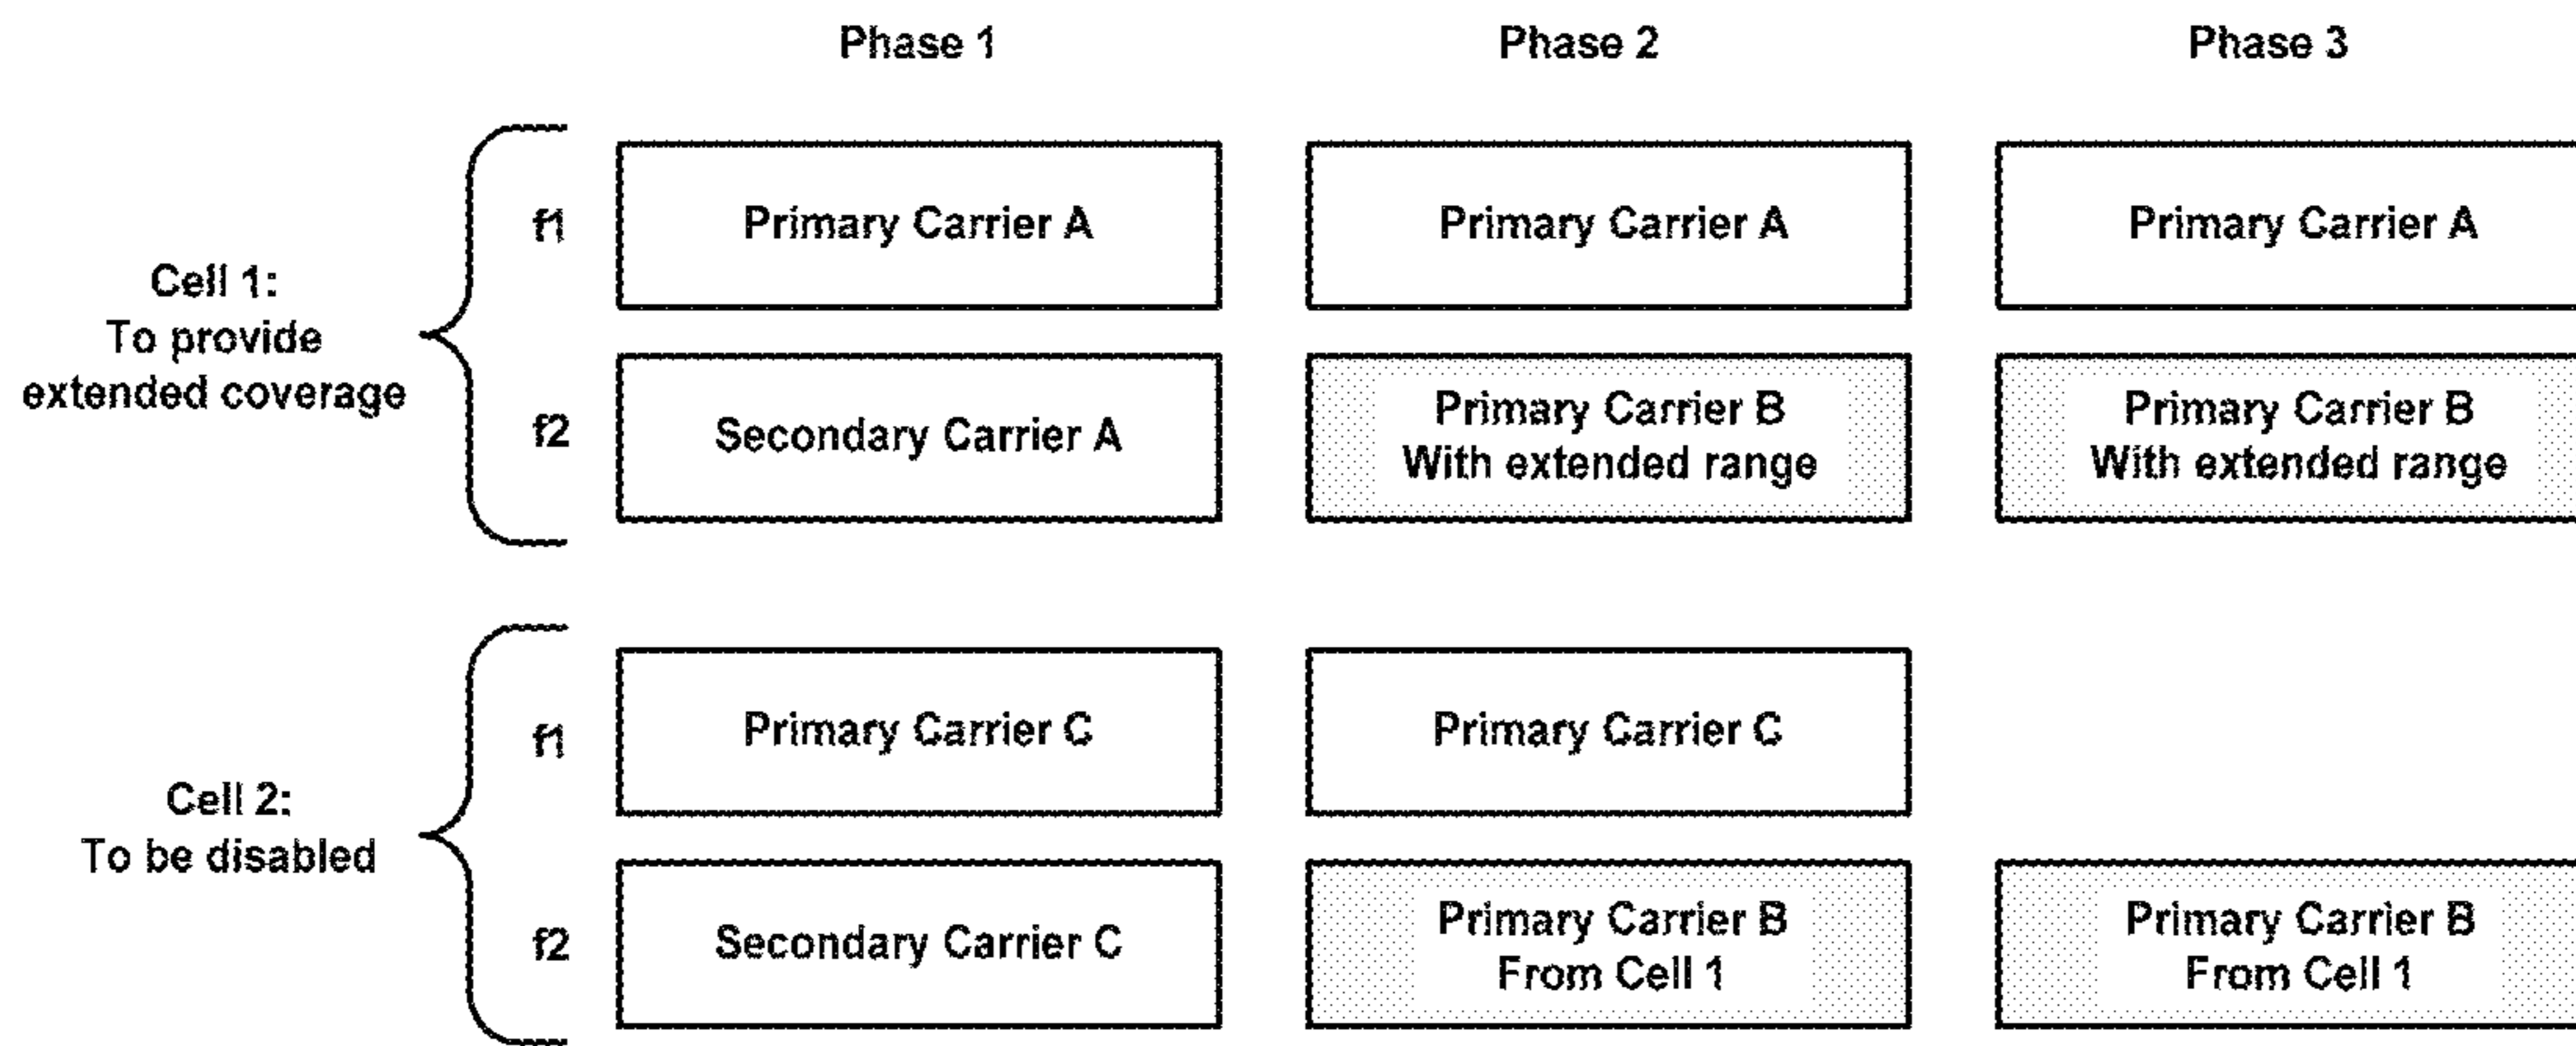 Phase 1
Phase 2
Phase 3
Cell 1:
To provide
extended coverage
f1
Primary Carrier A
Primary Carrier A
Primary Carrier A
f2
Secondary Carrier A
Primary Carrier B
With extended range
Primary Carrier B
With extended range
Cell 2:
To be disabled
f1
Primary Carrier C
Primary Carrier C
f2
Secondary Carrier C
Primary Carrier B
From Cell 1
Primary Carrier B
From Cell 1